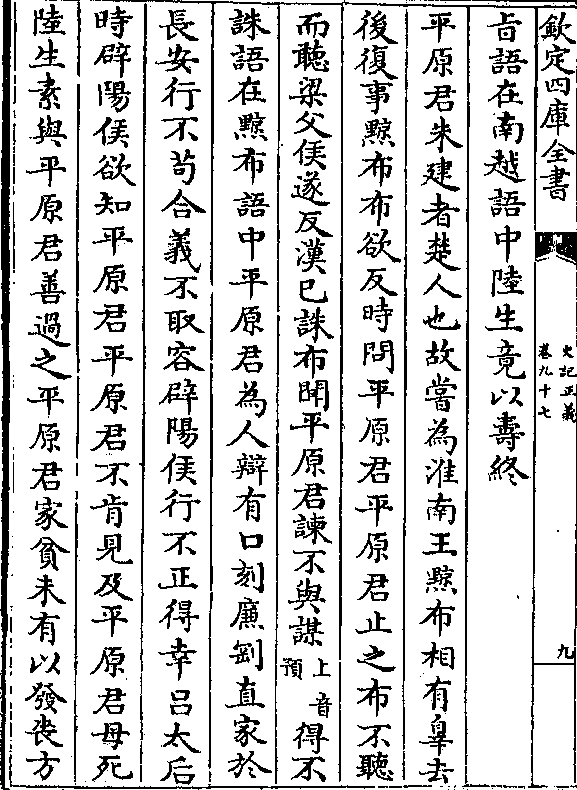 欽定四庫全書
史記正義
卷九十七
九
㫖語在南越語中陸生竟以壽終
平原君朱建者楚人也故嘗為淮南王黥布相有辠去
後復事黥布布欲反時問平原君平原君止之布不聽
而聽梁父侯遂反漢已誅布聞平原君諫不與謀
上音
預
得不
誅語在黥布語中平原君為人辯有口刻廉剛直家於
長安行不苟合義不取容辟陽侯行不正得幸吕太后
時辟陽侯欲知平原君平原君不肯見及平原君母死
陸生素與平原君善過之平原君家貧未有以發喪方